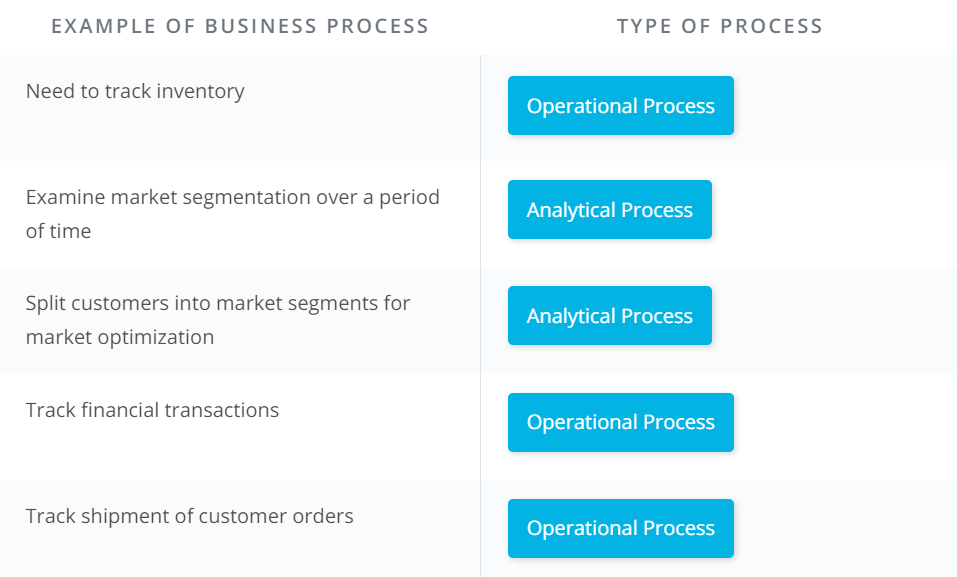 EXAMPLE OF BUSINESS PROCESS
TYPE OF PROCESS
Need to track inventory
Operational Process
Examine market segmentation over a period
of time
Analytical Process
Split customers into market segments for
market optimization
Analytical Process
Track financial transactions
Operational Process
Track shipment of customer orders
Operational Process